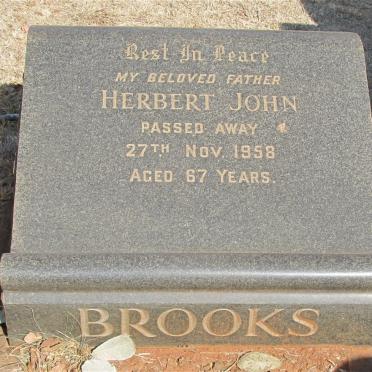 Rest In Peace
MY BELOVED FATHER
HERBERT JOHN
PASSED AWAY
27TH NOV. 1958
AGED 67 YEARS.
BROOKS